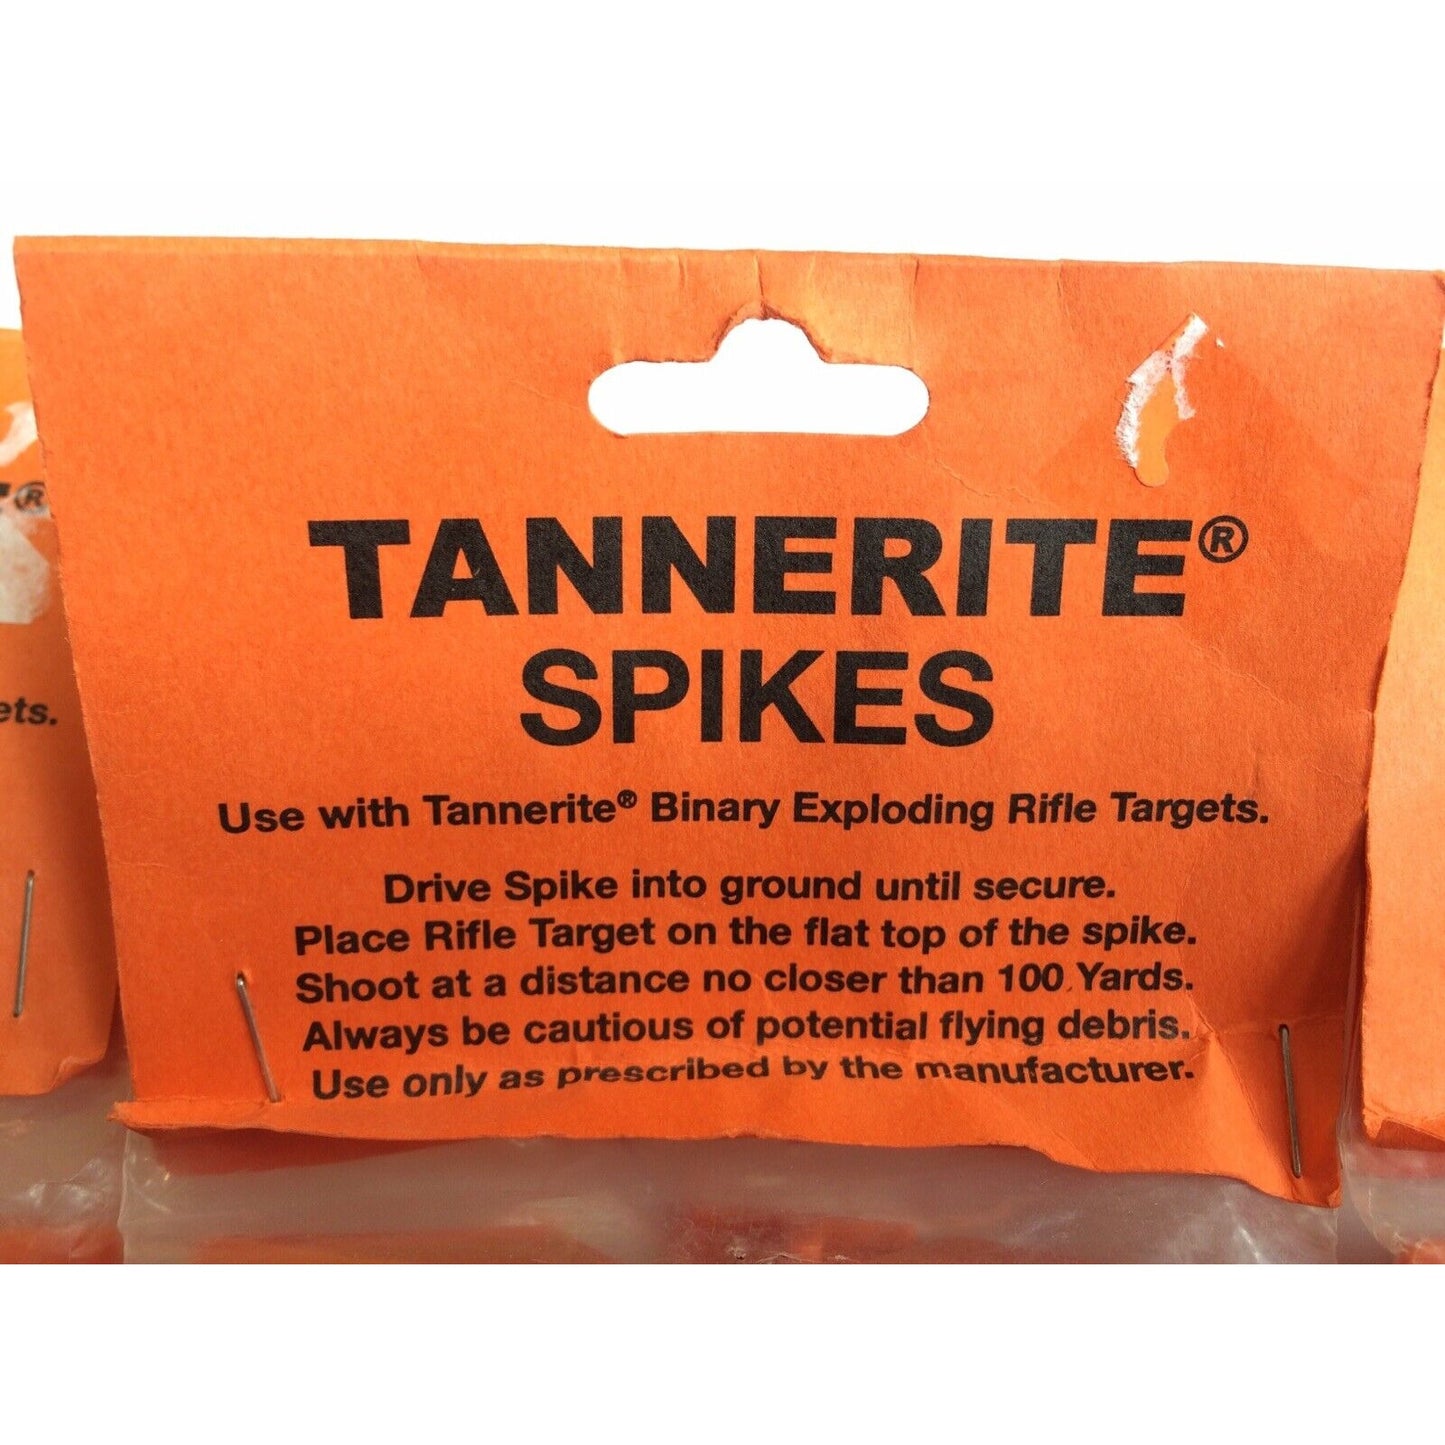 TANNERITE®
SPIKES
Use with Tannerite® Binary Exploding Rifle Targets.
Drive Spike into ground until secure.
Place Rifle Target on the flat top of the spike.
Shoot at a distance no closer than 100 Yards.
Always be cautious of potential flying debris.
Use only as prescribed by the manufacturer.